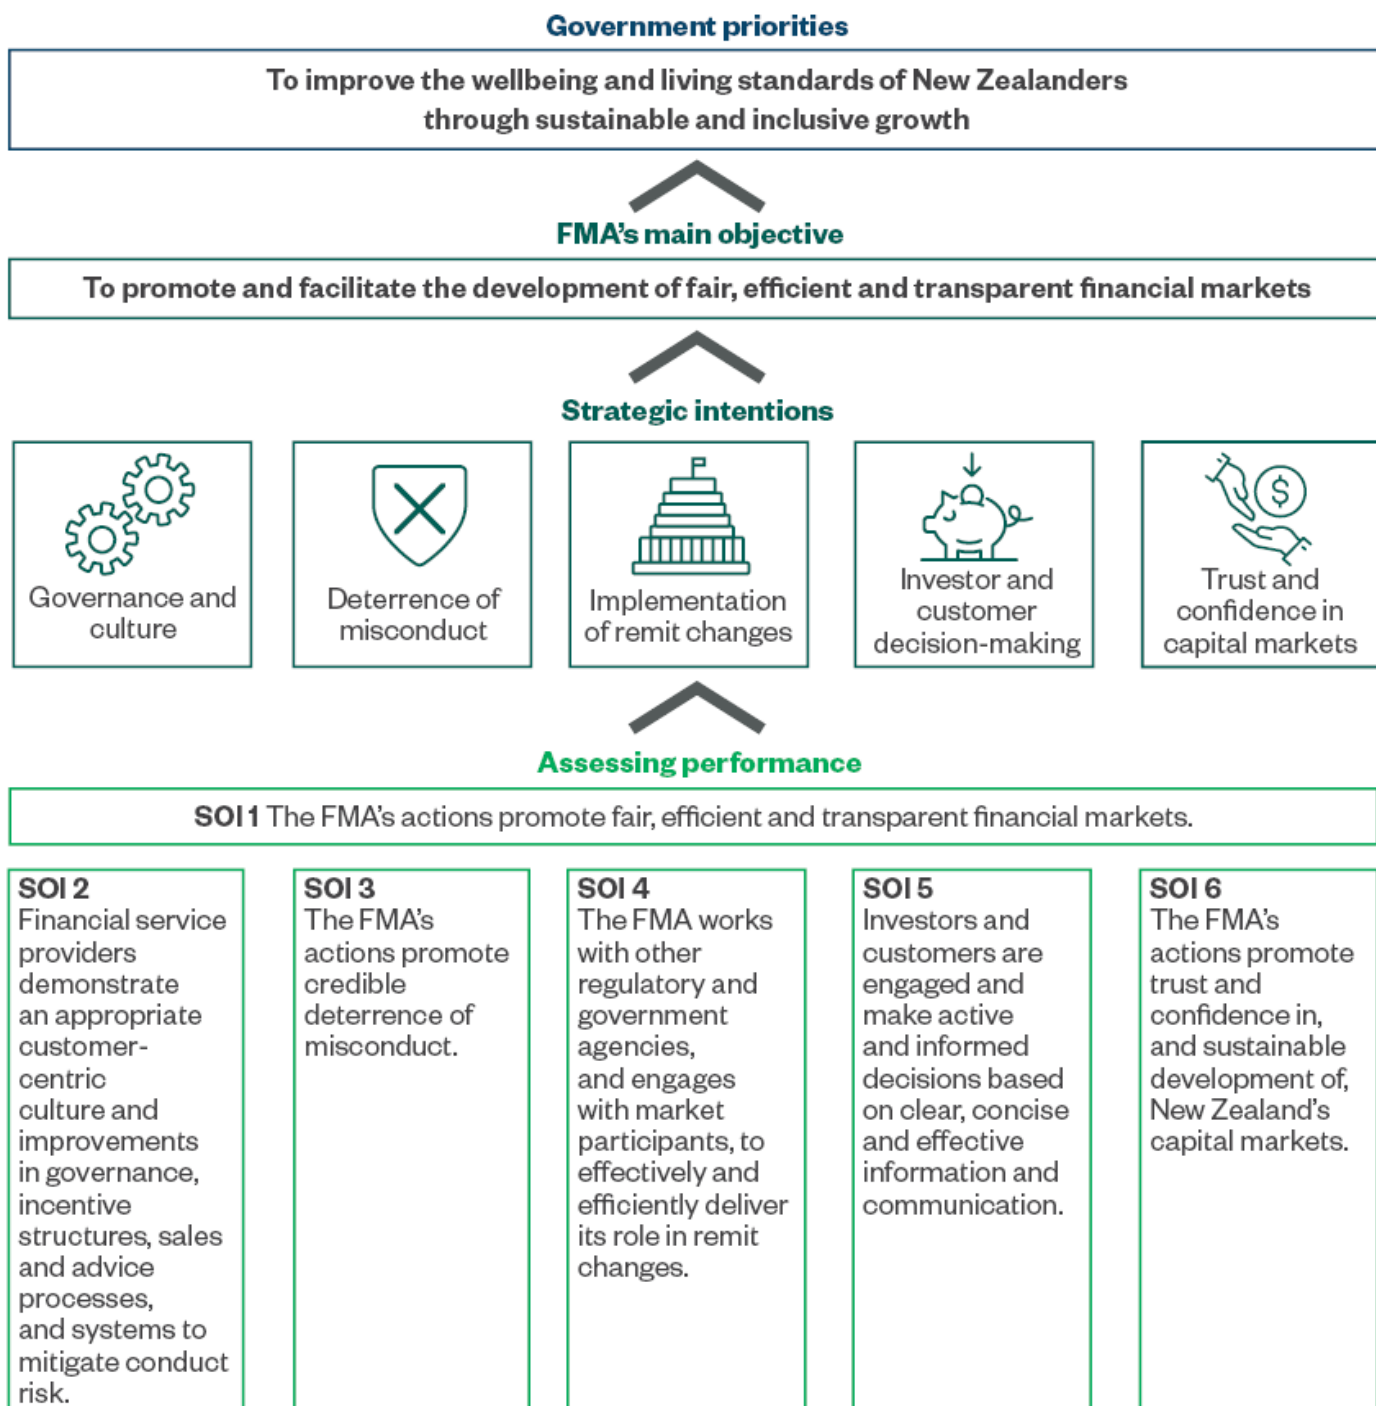 Government priorities
To improve the wellbeing and living standards of New Zealanders
through sustainable and inclusive growth
FMA's main objective
To promote and facilitate the development of fair, efficient and transparent financial markets
Strategic intentions
Governance and
culture
Deterrence of
misconduct
Implementation
of remit changes
Investor and
customer
decision-making
$
Trust and
confidence in
capital markets
Assessing performance
SOI 1 The FMA's actions promote fair, efficient and transparent financial markets.
SOI 2
Financial service
providers
demonstrate
an appropriate
customer-
centric
culture and
improvements
in governance,
incentive
structures, sales
and advice
processes,
and systems to
mitigate conduct
risk.
SOI 3
The FMA's
actions promote
credible
deterrence of
misconduct.
SOI 4
The FMA works
with other
regulatory and
government
agencies,
and engages
with market
participants, to
effectively and
efficiently deliver
its role in remit
changes.
SOI 5
Investors and
customers are
engaged and
make active
and informed
decisions based
on clear, concise
and effective
information and
communication.
SOI 6
The FMA's
actions promote
trust and
confidence in,
and sustainable
development of,
New Zealand's
capital markets.